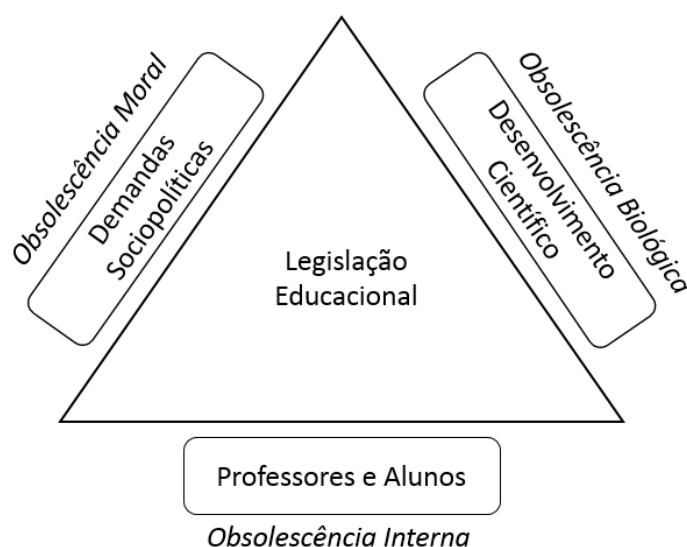 Obsolescência Moral
Demandas
Sociopolíticas
Obsolescência Biológica
Desenvolvimento
Científico
Legislação
Educacional
Professores e Alunos
Obsolescência Interna